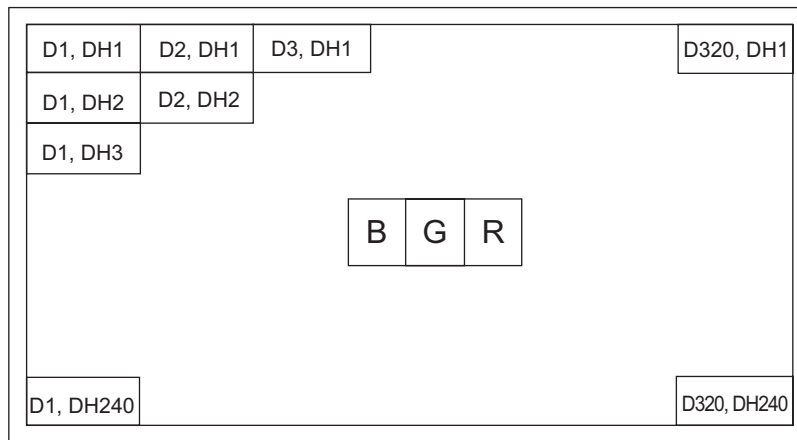 D1, DH1 D2, DH1 D3, DH1 D320, DH1
D1, DH2 D2, DH2
D1, DH3
B G R
D1, DH240 D320, DH240